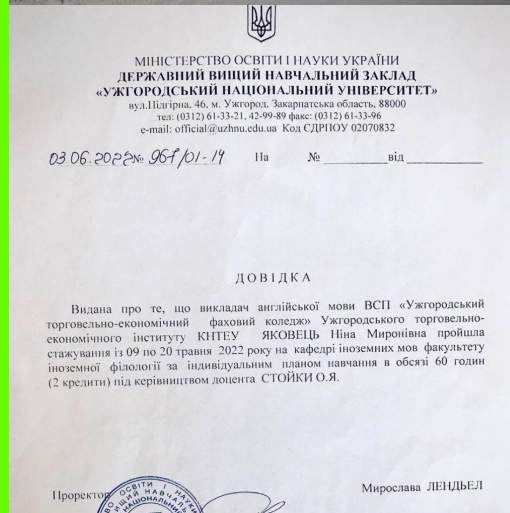 МІНІСТЕРСТВО ОСВІТИ І НАУКИ УКРАЇНИ
ДЕРЖАВНИЙ ВИЩИЙ НАВЧАЛЬНИЙ ЗАКЛАД
«УЖГОРОДСЬКИЙ НАЦІОНАЛЬНИЙ УНІВЕРСИТЕТ»
вул.Підгірна, 46, м. Ужгород, Закарпатська область, 88000
тел: (0312) 61-33-21, 42-99-89 факс: (0312) 61-33-96
e-mail: official@uzhnu.edu.ua Код ЄДРПОУ 02070832
03.06.2022 № 967/01-14 На № від
ДОВІДКА
Видана про те, що викладач англійської мови ВСП «Ужгородський
торговельно-економічний фаховий коледж» Ужгородського торговельно-
економічного інституту КНТЕУ ЯКОВЕЦЬ Ніна Миронівна пройшла
стажування із 09 по 20 травня 2022 року на кафедрі іноземних мов факультету
іноземної філології за індивідуальним планом навчання в обсязі 60 годин
(2 кредити) під керівництвом доцента СТОЙКИ О.Я.
Проректор Мирослава ЛЕНДЬЕЛ
ОСВІТИ І НАУКИ
ВИЩИЙ
НАЦІОНАЛЬНИЙ